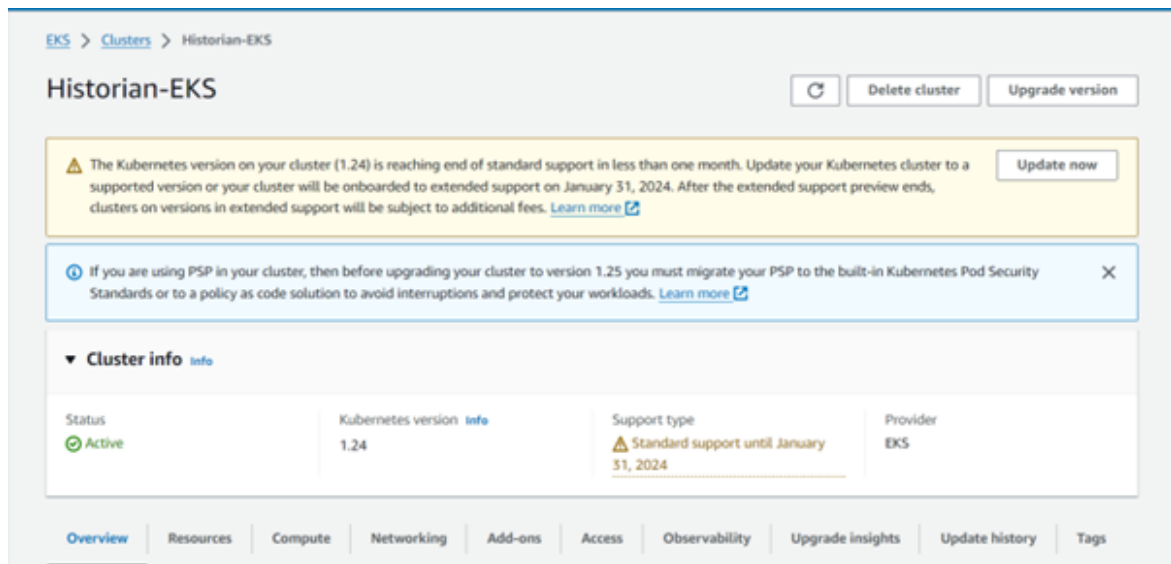 EKS > Clusters > Historian-EKS
Historian-EKS
Delete cluster
Upgrade version
The Kubernetes version on your cluster (1.24) is reaching end of standard support in less than one month. Update your Kubernetes cluster to a
supported version or your cluster will be onboarded to extended support on January 31, 2024. After the extended support preview ends,
clusters on versions in extended support will be subject to additional fees. Learn more
Update now
If you are using PSP in your cluster, then before upgrading your cluster to version 1.25 you must migrate your PSP to the built-in Kubernetes Pod Security
Standards or to a policy as code solution to avoid interruptions and protect your workloads. Learn more
Cluster info Info
Status
Active
Kubernetes version Info
1.24
Support type
Standard support until January
31, 2024
Provider
EKS
Overview
Resources
Compute
Networking
Add-ons
Access
Observability
Upgrade insights
Update history
Tags